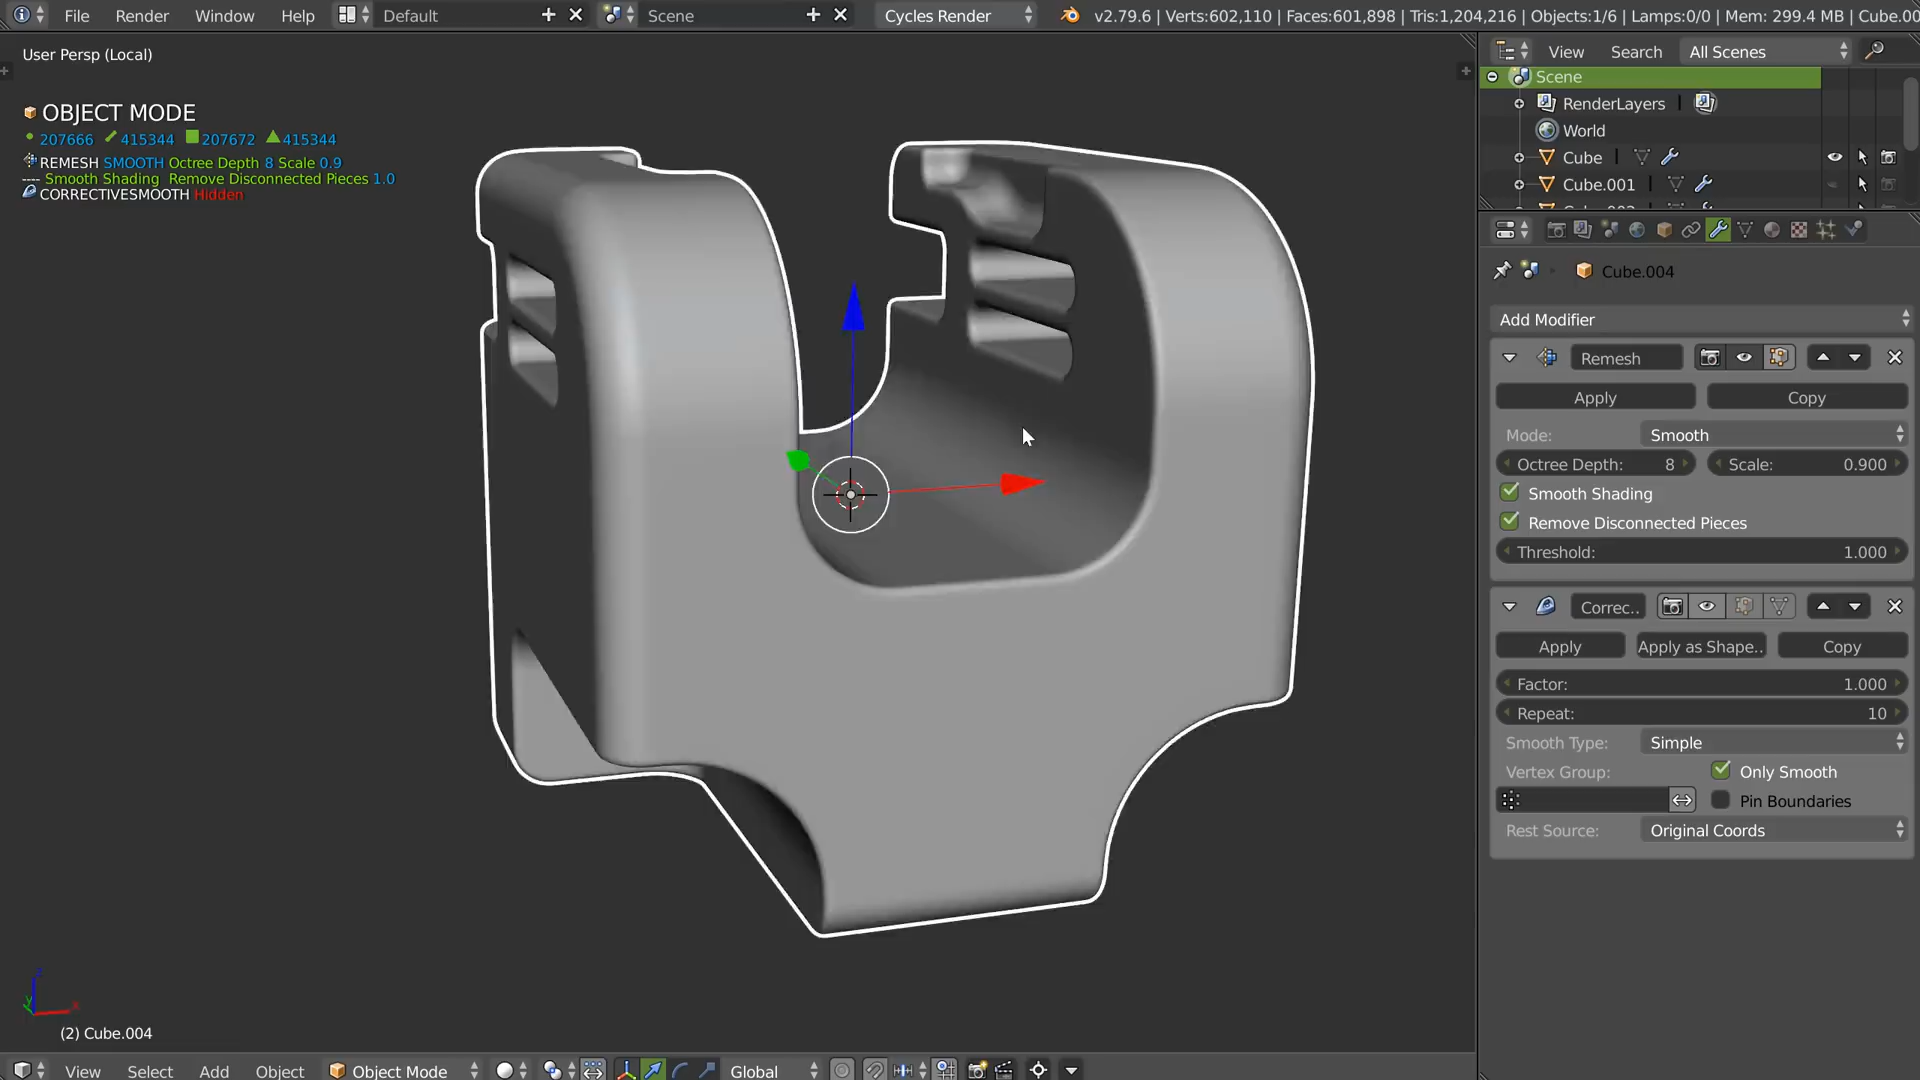 File Render Window Help Default Scene Cycles Render v2.79.6 | Verts:602,110 | Faces:601,898 | Tris:1,204,216 | Objects:1/6 | Lamps:0/0 | Mem: 299.4 MB | Cube.00
User Persp (Local)
OBJECT MODE
207666 415344 207672 415344
REMESH SMOOTH Octree Depth 8 Scale 0.9
Smooth Shading Remove Disconnected Pieces 1.0
CORRECTIVESMOOTH Hidden
(2) Cube.004
View Select Add Object Object Mode Global
View Search All Scenes
Scene
RenderLayers
World
Cube
Cube.001
Cube.004
Add Modifier
Remesh
Apply Copy
Mode: Smooth
Octree Depth: 8 Scale: 0.900
Smooth Shading
Remove Disconnected Pieces
Threshold: 1.000
Correc..
Apply Apply as Shape.. Copy
Factor: 1.000
Repeat: 10
Smooth Type: Simple
Vertex Group: Only Smooth
Pin Boundaries
Rest Source: Original Coords